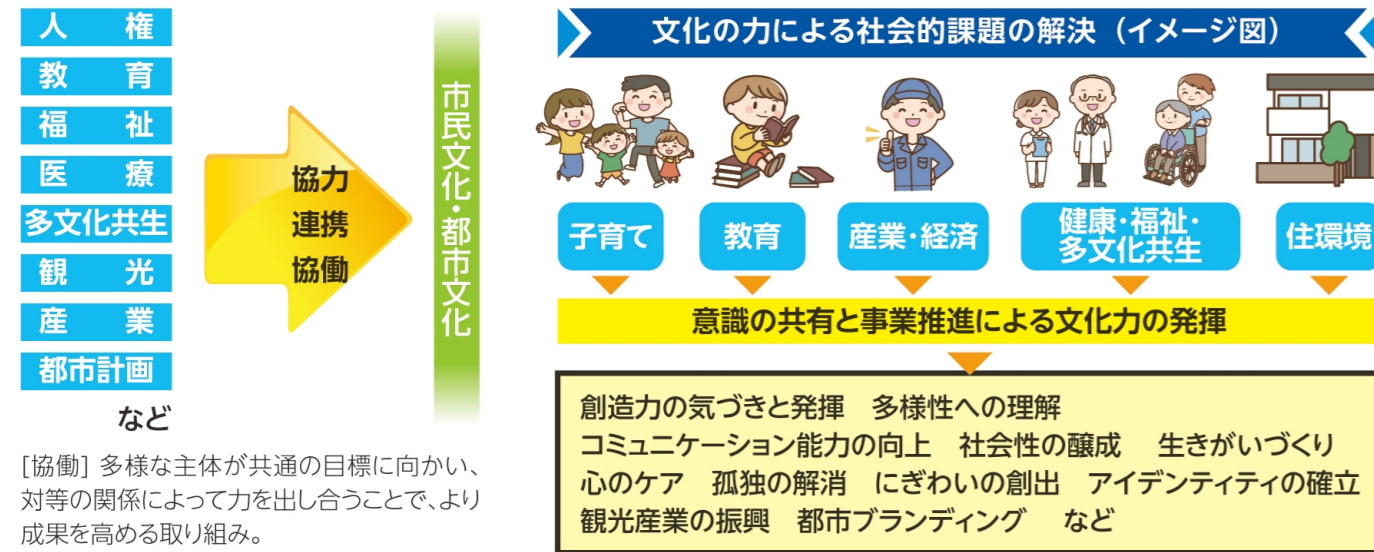 人権
教育
福祉
医療
多文化共生
観光
産業
都市計画
など
協力
連携
協働
市民文化・都市文化
[協働] 多様な主体が共通の目標に向かい、
対等の関係によって力を出し合うことで、より
成果を高める取り組み。
文化の力による社会的課題の解決（イメージ図）
子育て
教育
産業・経済
健康・福祉・
多文化共生
住環境
意識の共有と事業推進による文化力の発揮
創造力の気づきと発揮　多様性への理解
コミュニケーション能力の向上　社会性の醸成　生きがいづくり
心のケア　孤独の解消　にぎわいの創出　アイデンティティの確立
観光産業の振興　都市ブランディング　など